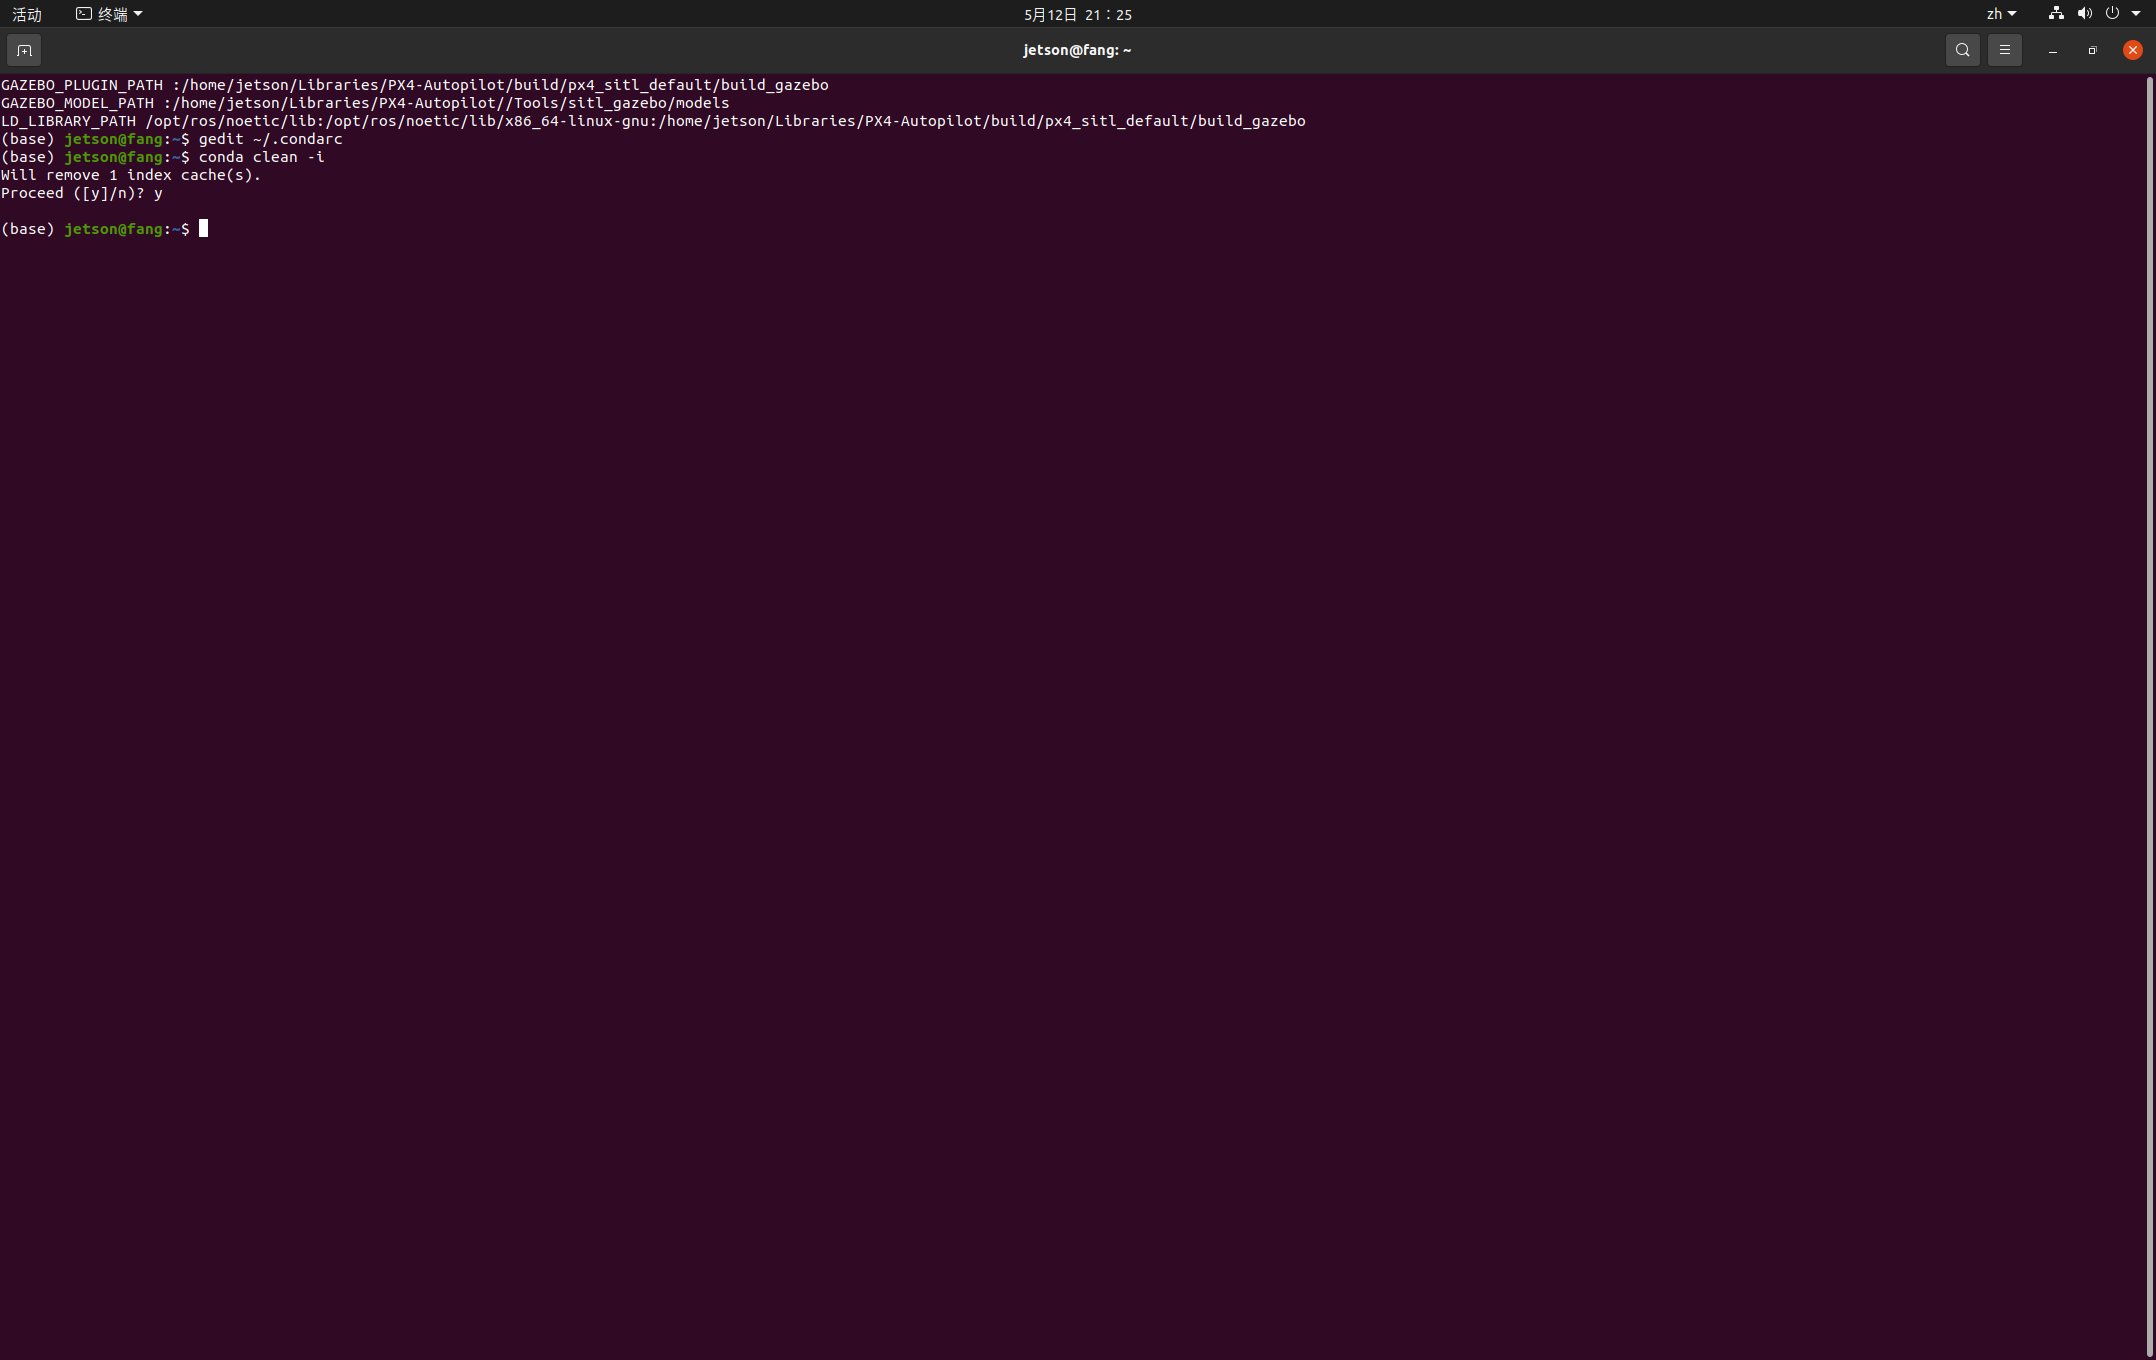 活动 终端 5月12日 21：25 zh
jetson@fang: ~
GAZEBO_PLUGIN_PATH :/home/jetson/Libraries/PX4-Autopilot/build/px4_sitl_default/build_gazebo
GAZEBO_MODEL_PATH :/home/jetson/Libraries/PX4-Autopilot//Tools/sitl_gazebo/models
LD_LIBRARY_PATH /opt/ros/noetic/lib:/opt/ros/noetic/lib/x86_64-linux-gnu:/home/jetson/Libraries/PX4-Autopilot/build/px4_sitl_default/build_gazebo
(base) jetson@fang:~$ gedit ~/.condarc
(base) jetson@fang:~$ conda clean -i
Will remove 1 index cache(s).
Proceed ([y]/n)? y
(base) jetson@fang:~$